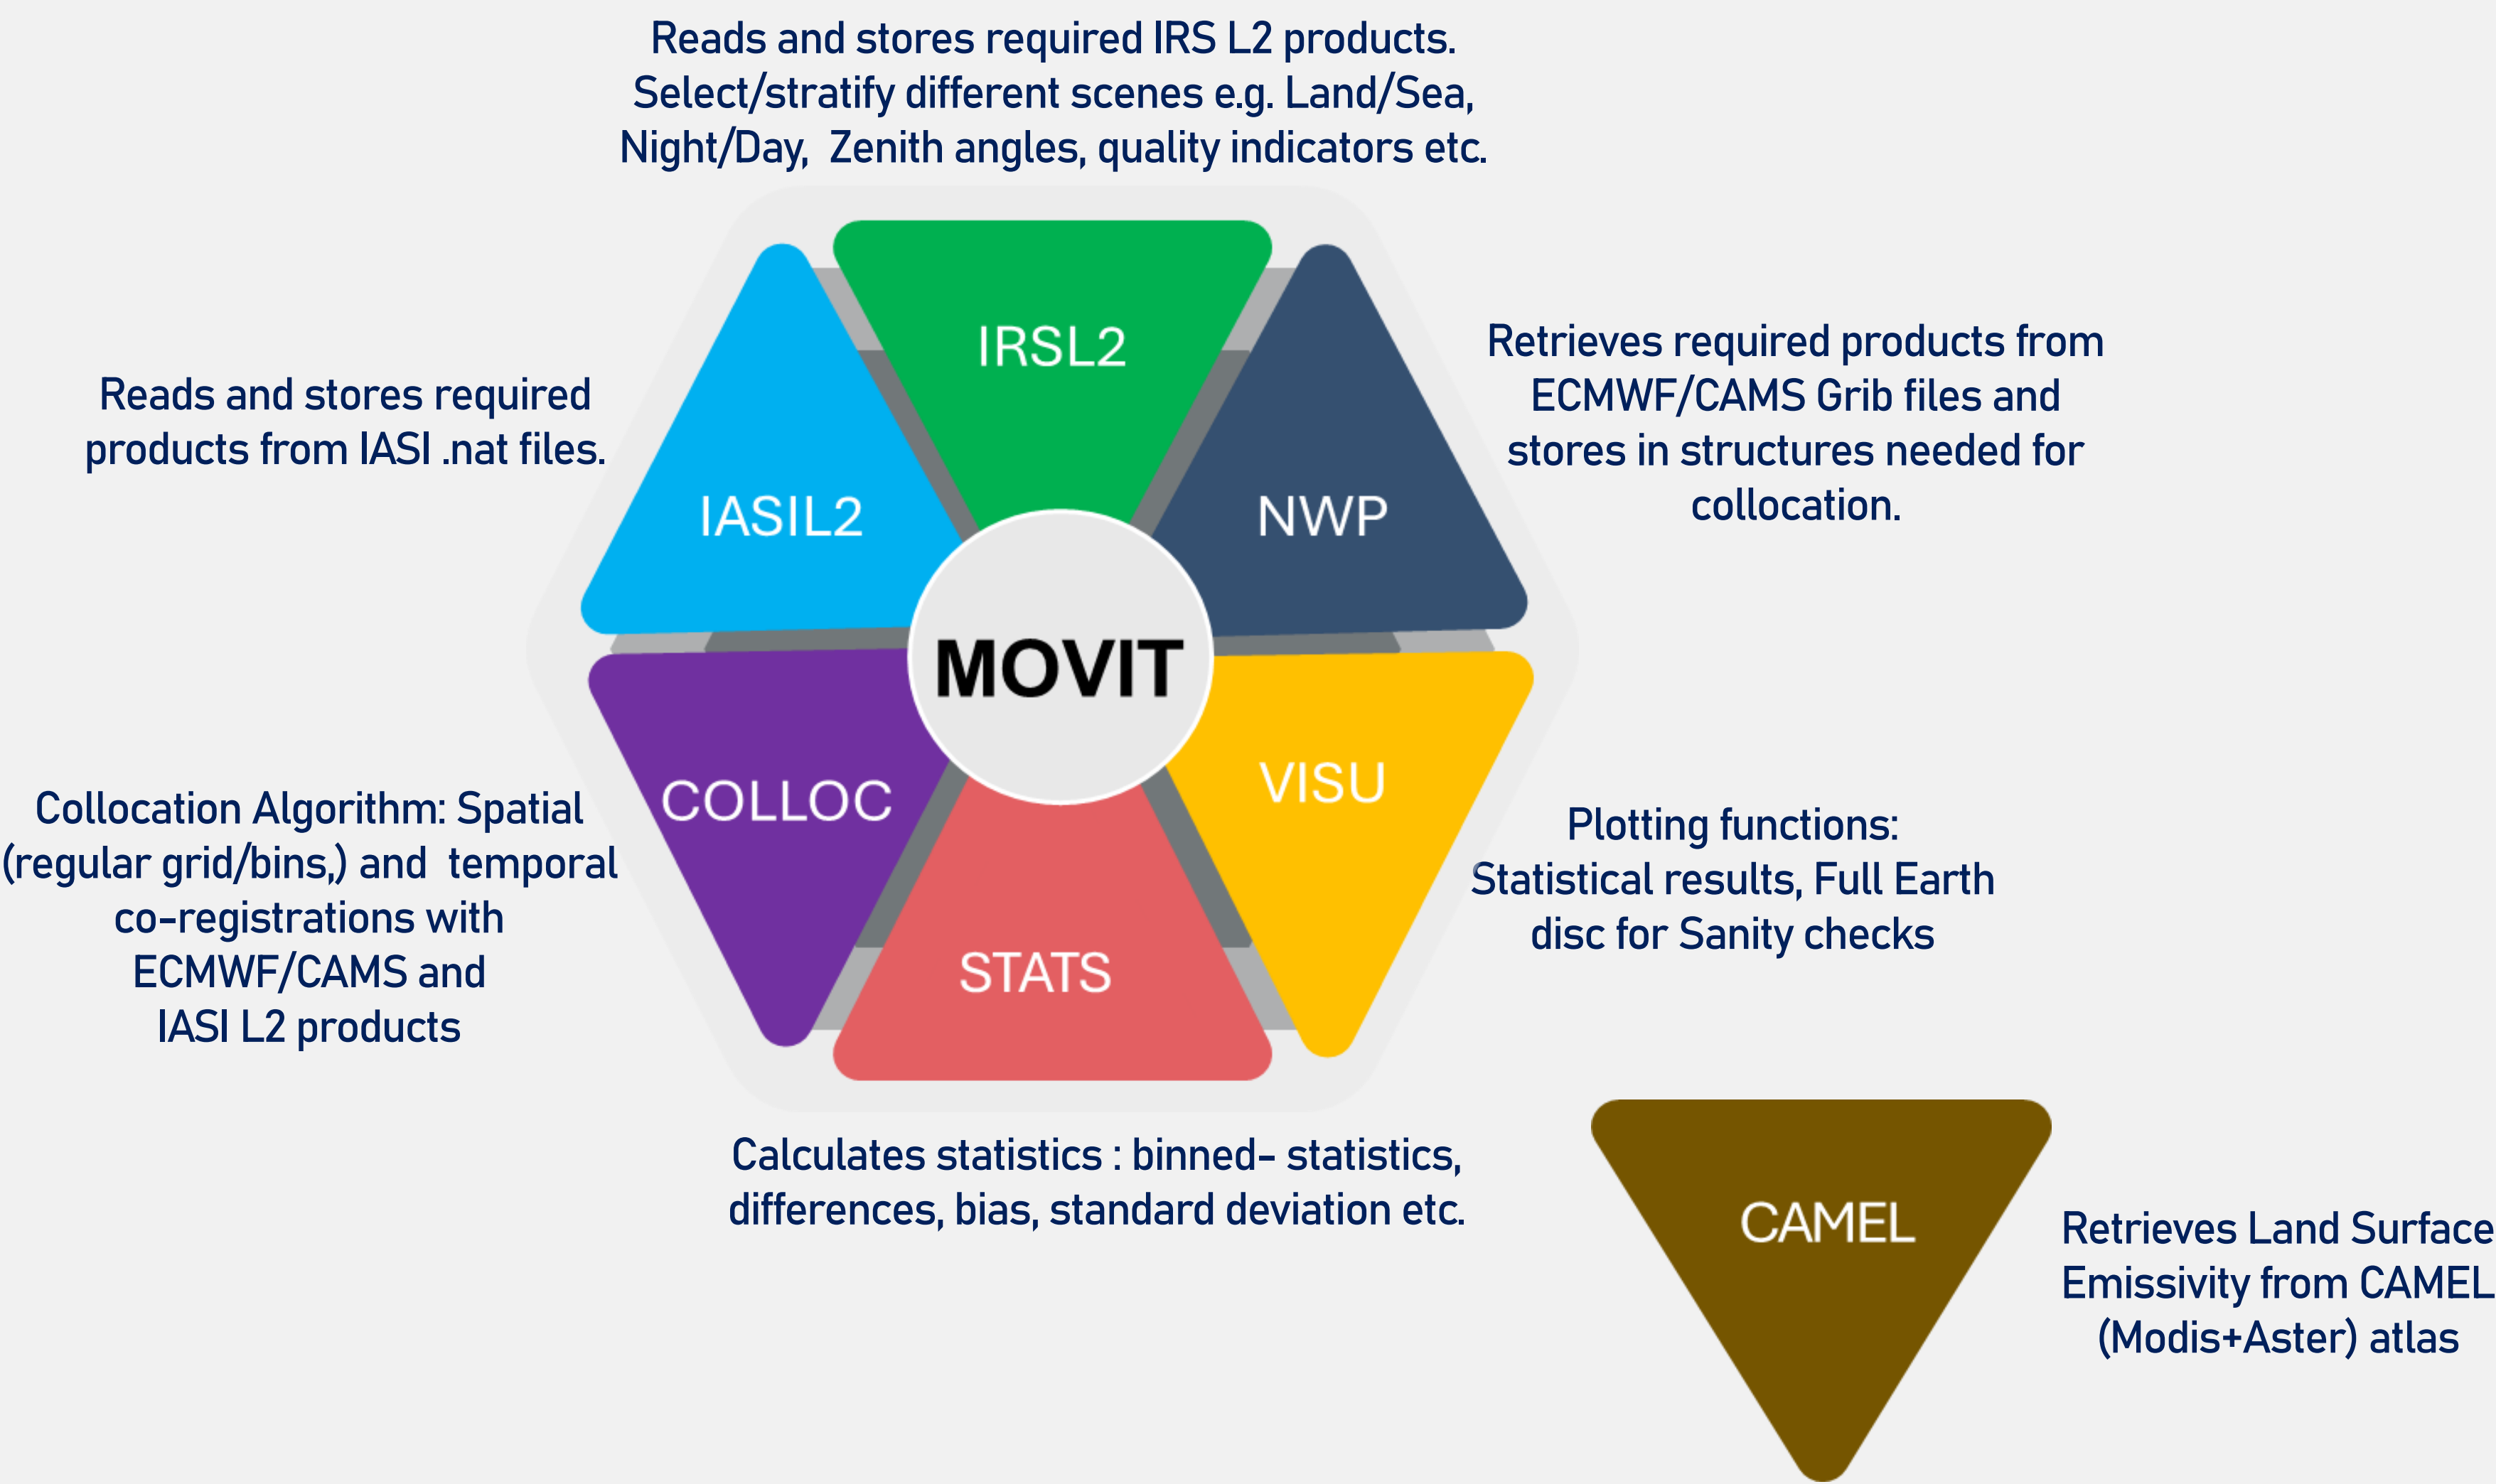 Reads and stores required IRS L2 products.
Select/stratify different scenes e.g. Land/Sea,
Night/Day,  Zenith angles, quality indicators etc.
IRSL2
Reads and stores required
products from IASI .nat files.
IASIL2
NWP
Retrieves required products from
ECMWF/CAMS Grib files and
stores in structures needed for
collocation.
MOVIT
Collocation Algorithm: Spatial
(regular grid/bins,) and  temporal
co-registrations with
ECMWF/CAMS and
IASI L2 products
COLLOC
VISU
Plotting functions:
Statistical results, Full Earth
disc for Sanity checks
STATS
Calculates statistics : binned- statistics,
differences, bias, standard deviation etc.
CAMEL
Retrieves Land Surface
Emissivity from CAMEL
(Modis+Aster) atlas